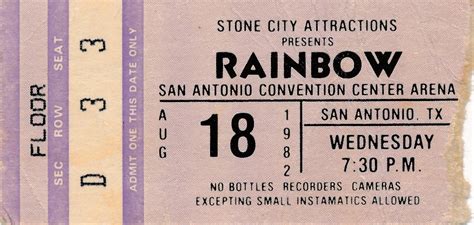 STONE CITY ATTRACTIONS
PRESENTS
RAINBOW
SAN ANTONIO CONVENTION CENTER ARENA
AUG 18 1982
SAN ANTONIO, TX
WEDNESDAY
7:30 P.M.
NO BOTTLES RECORDERS CAMERAS
EXCEPTING SMALL INSTAMATICS ALLOWED
FLOOR
SEC ROW SEAT
D 3 3
ADMIT ONE THIS DATE ONLY